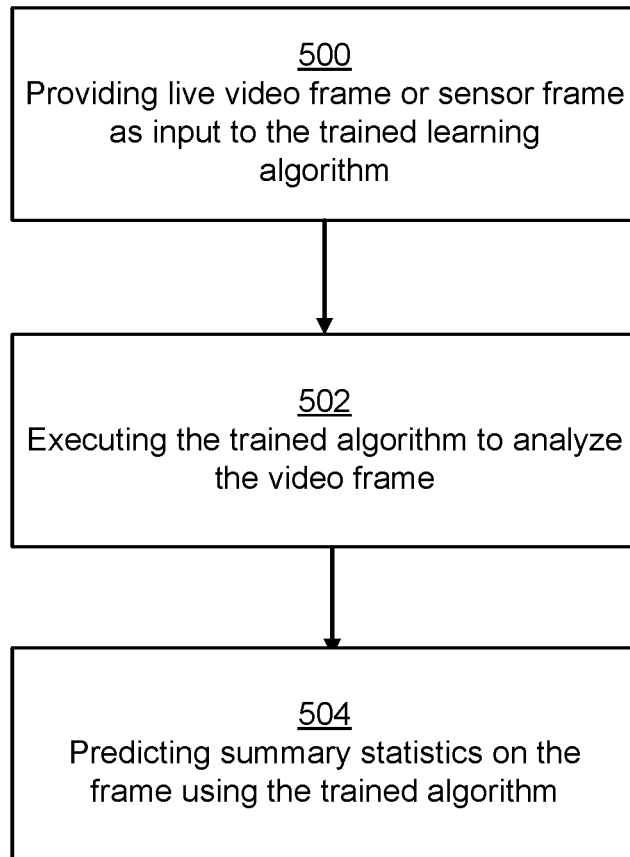 500
Providing live video frame or sensor frame
as input to the trained learning
algorithm
502
Executing the trained algorithm to analyze
the video frame
504
Predicting summary statistics on the
frame using the trained algorithm